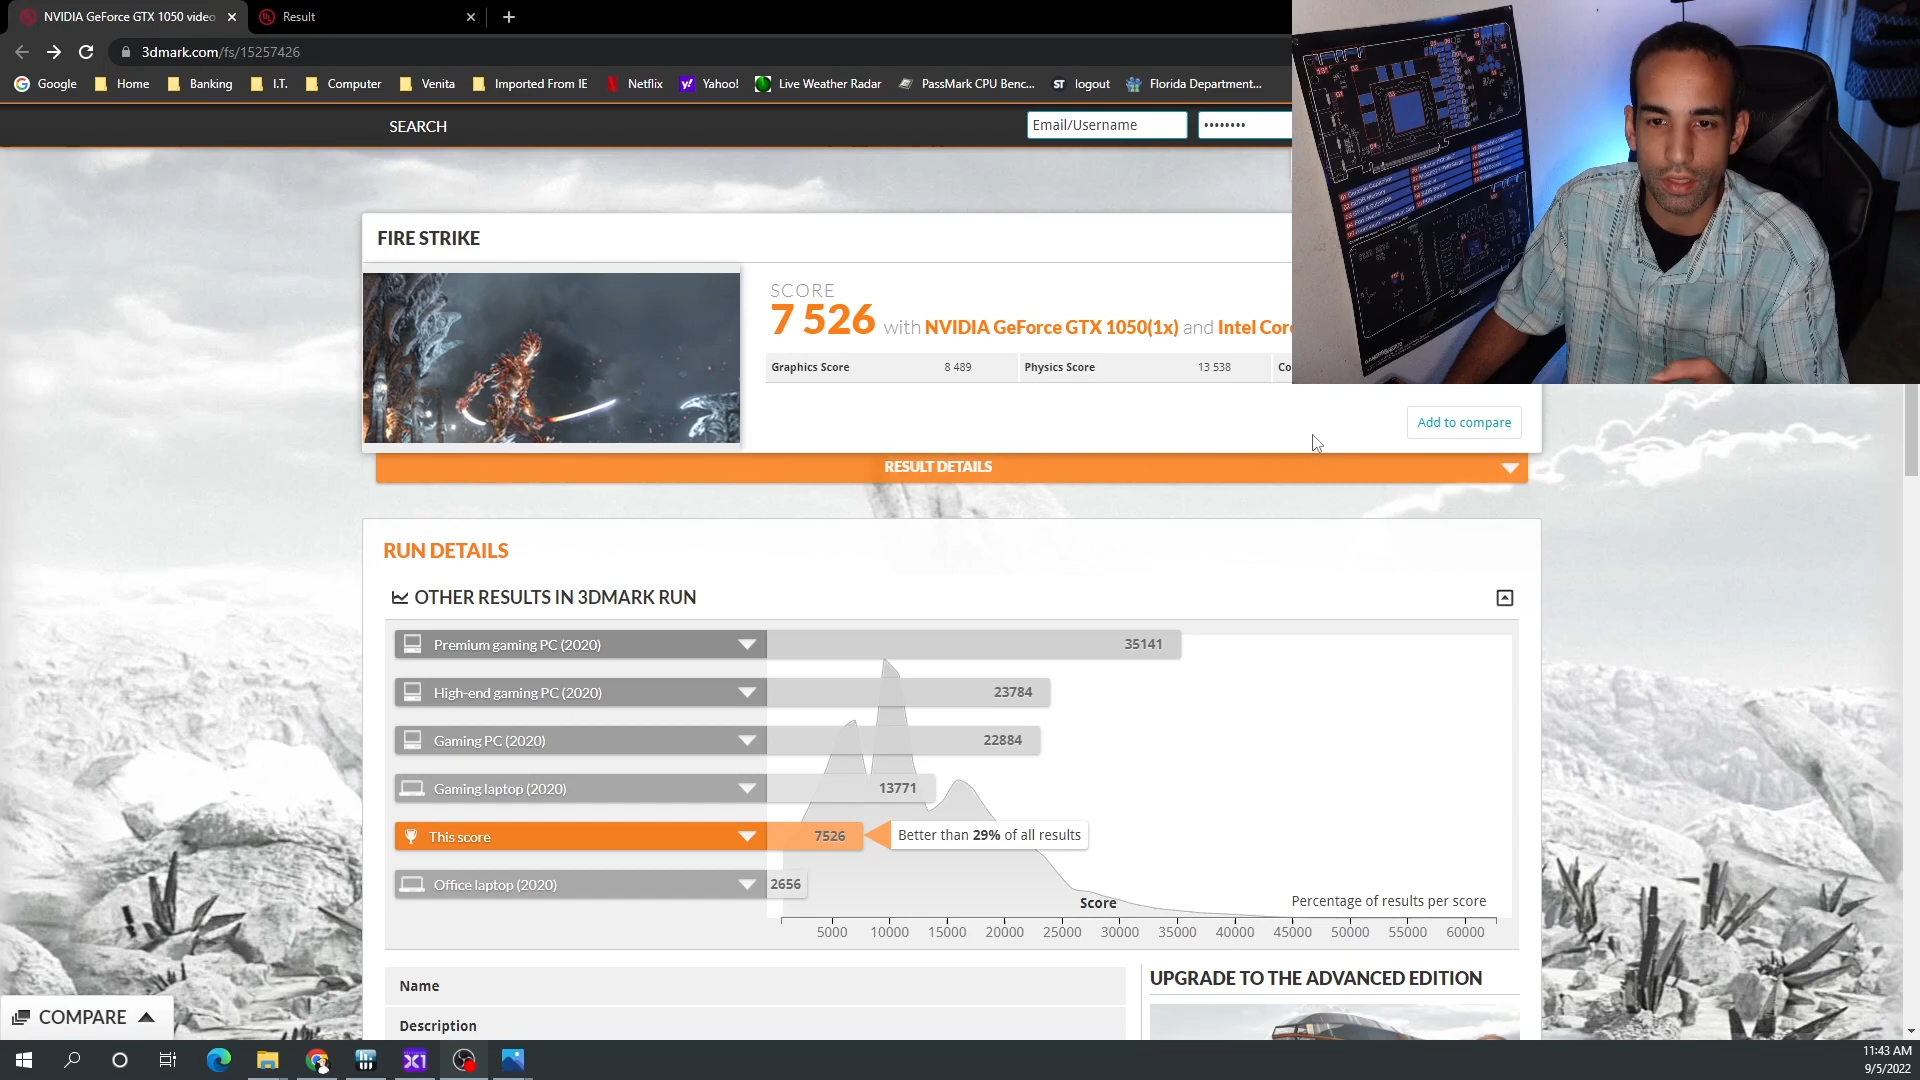 NVIDIA GeForce GTX 1050 video
Result
3dmark.com/fs/15257426
Google
Home
Banking
I.T.
Computer
Venita
Imported From IE
Netflix
Yahoo!
Live Weather Radar
PassMark CPU Benc...
logout
Florida Department...
SEARCH
Email/Username
••••••••
FIRE STRIKE
SCORE
7 526 with NVIDIA GeForce GTX 1050(1x) and Intel Core
Graphics Score 8 489 Physics Score 13 538 Co
Add to compare
RESULT DETAILS
RUN DETAILS
OTHER RESULTS IN 3DMARK RUN
Premium gaming PC (2020) 35141
High-end gaming PC (2020) 23784
Gaming PC (2020) 22884
Gaming laptop (2020) 13771
This score 7526 Better than 29% of all results
Office laptop (2020) 2656
Score
Percentage of results per score
5000 10000 15000 20000 25000 30000 35000 40000 45000 50000 55000 60000
Name
UPGRADE TO THE ADVANCED EDITION
Description
COMPARE
X1
11:43 AM
9/5/2022